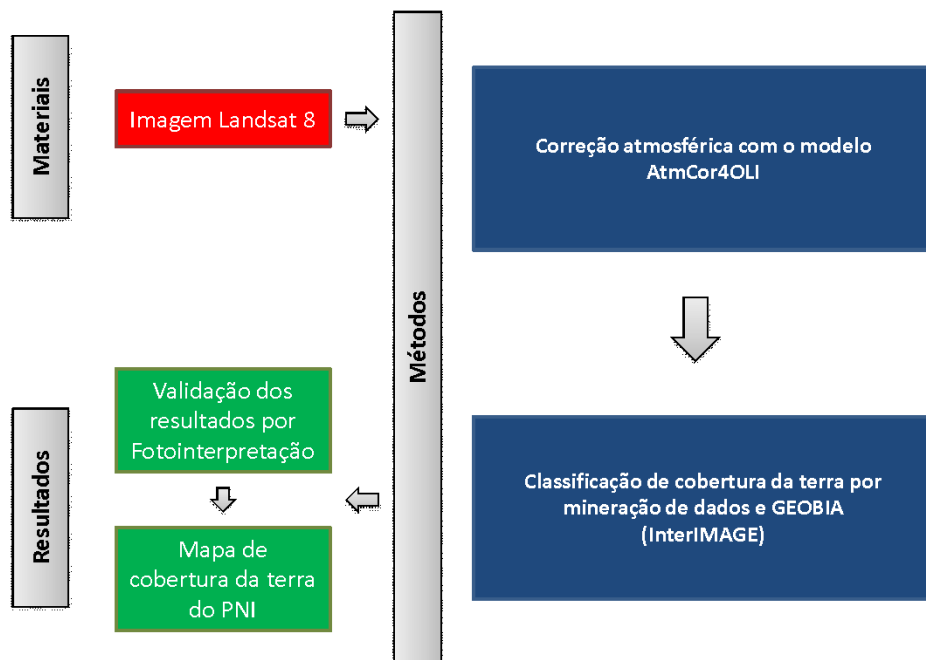 Materiais
Imagem Landsat 8
Métodos
Correção atmosférica com o modelo
AtmCor4OLI
Classificação de cobertura da terra por
mineração de dados e GEOBIA
(InterIMAGE)
Resultados
Validação dos
resultados por
Fotointerpretação
Mapa de
cobertura da terra
do PNI